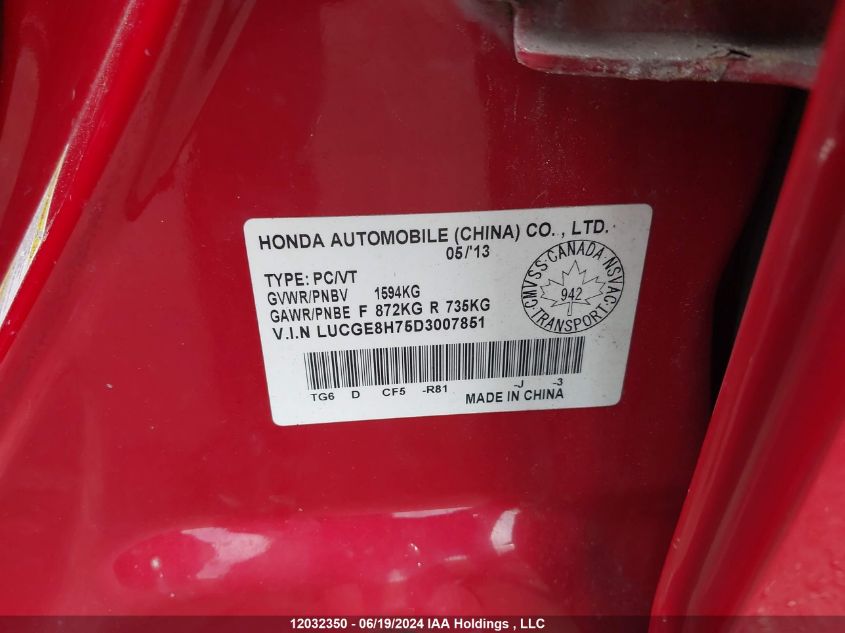 HONDA AUTOMOBILE (CHINA) CO. , LTD.
05/'13
TYPE: PC/VT
GVWR/PNBV 1594KG
GAWR/PNBE F 872KG R 735KG
V.I.N LUCGE8H75D3007851
CMVSS·CANADA·NSVAC·TRANSPORT·
942
TG6 D CF5 -R81 -J -3
MADE IN CHINA
12032350 - 06/19/2024 IAA Holdings , LLC